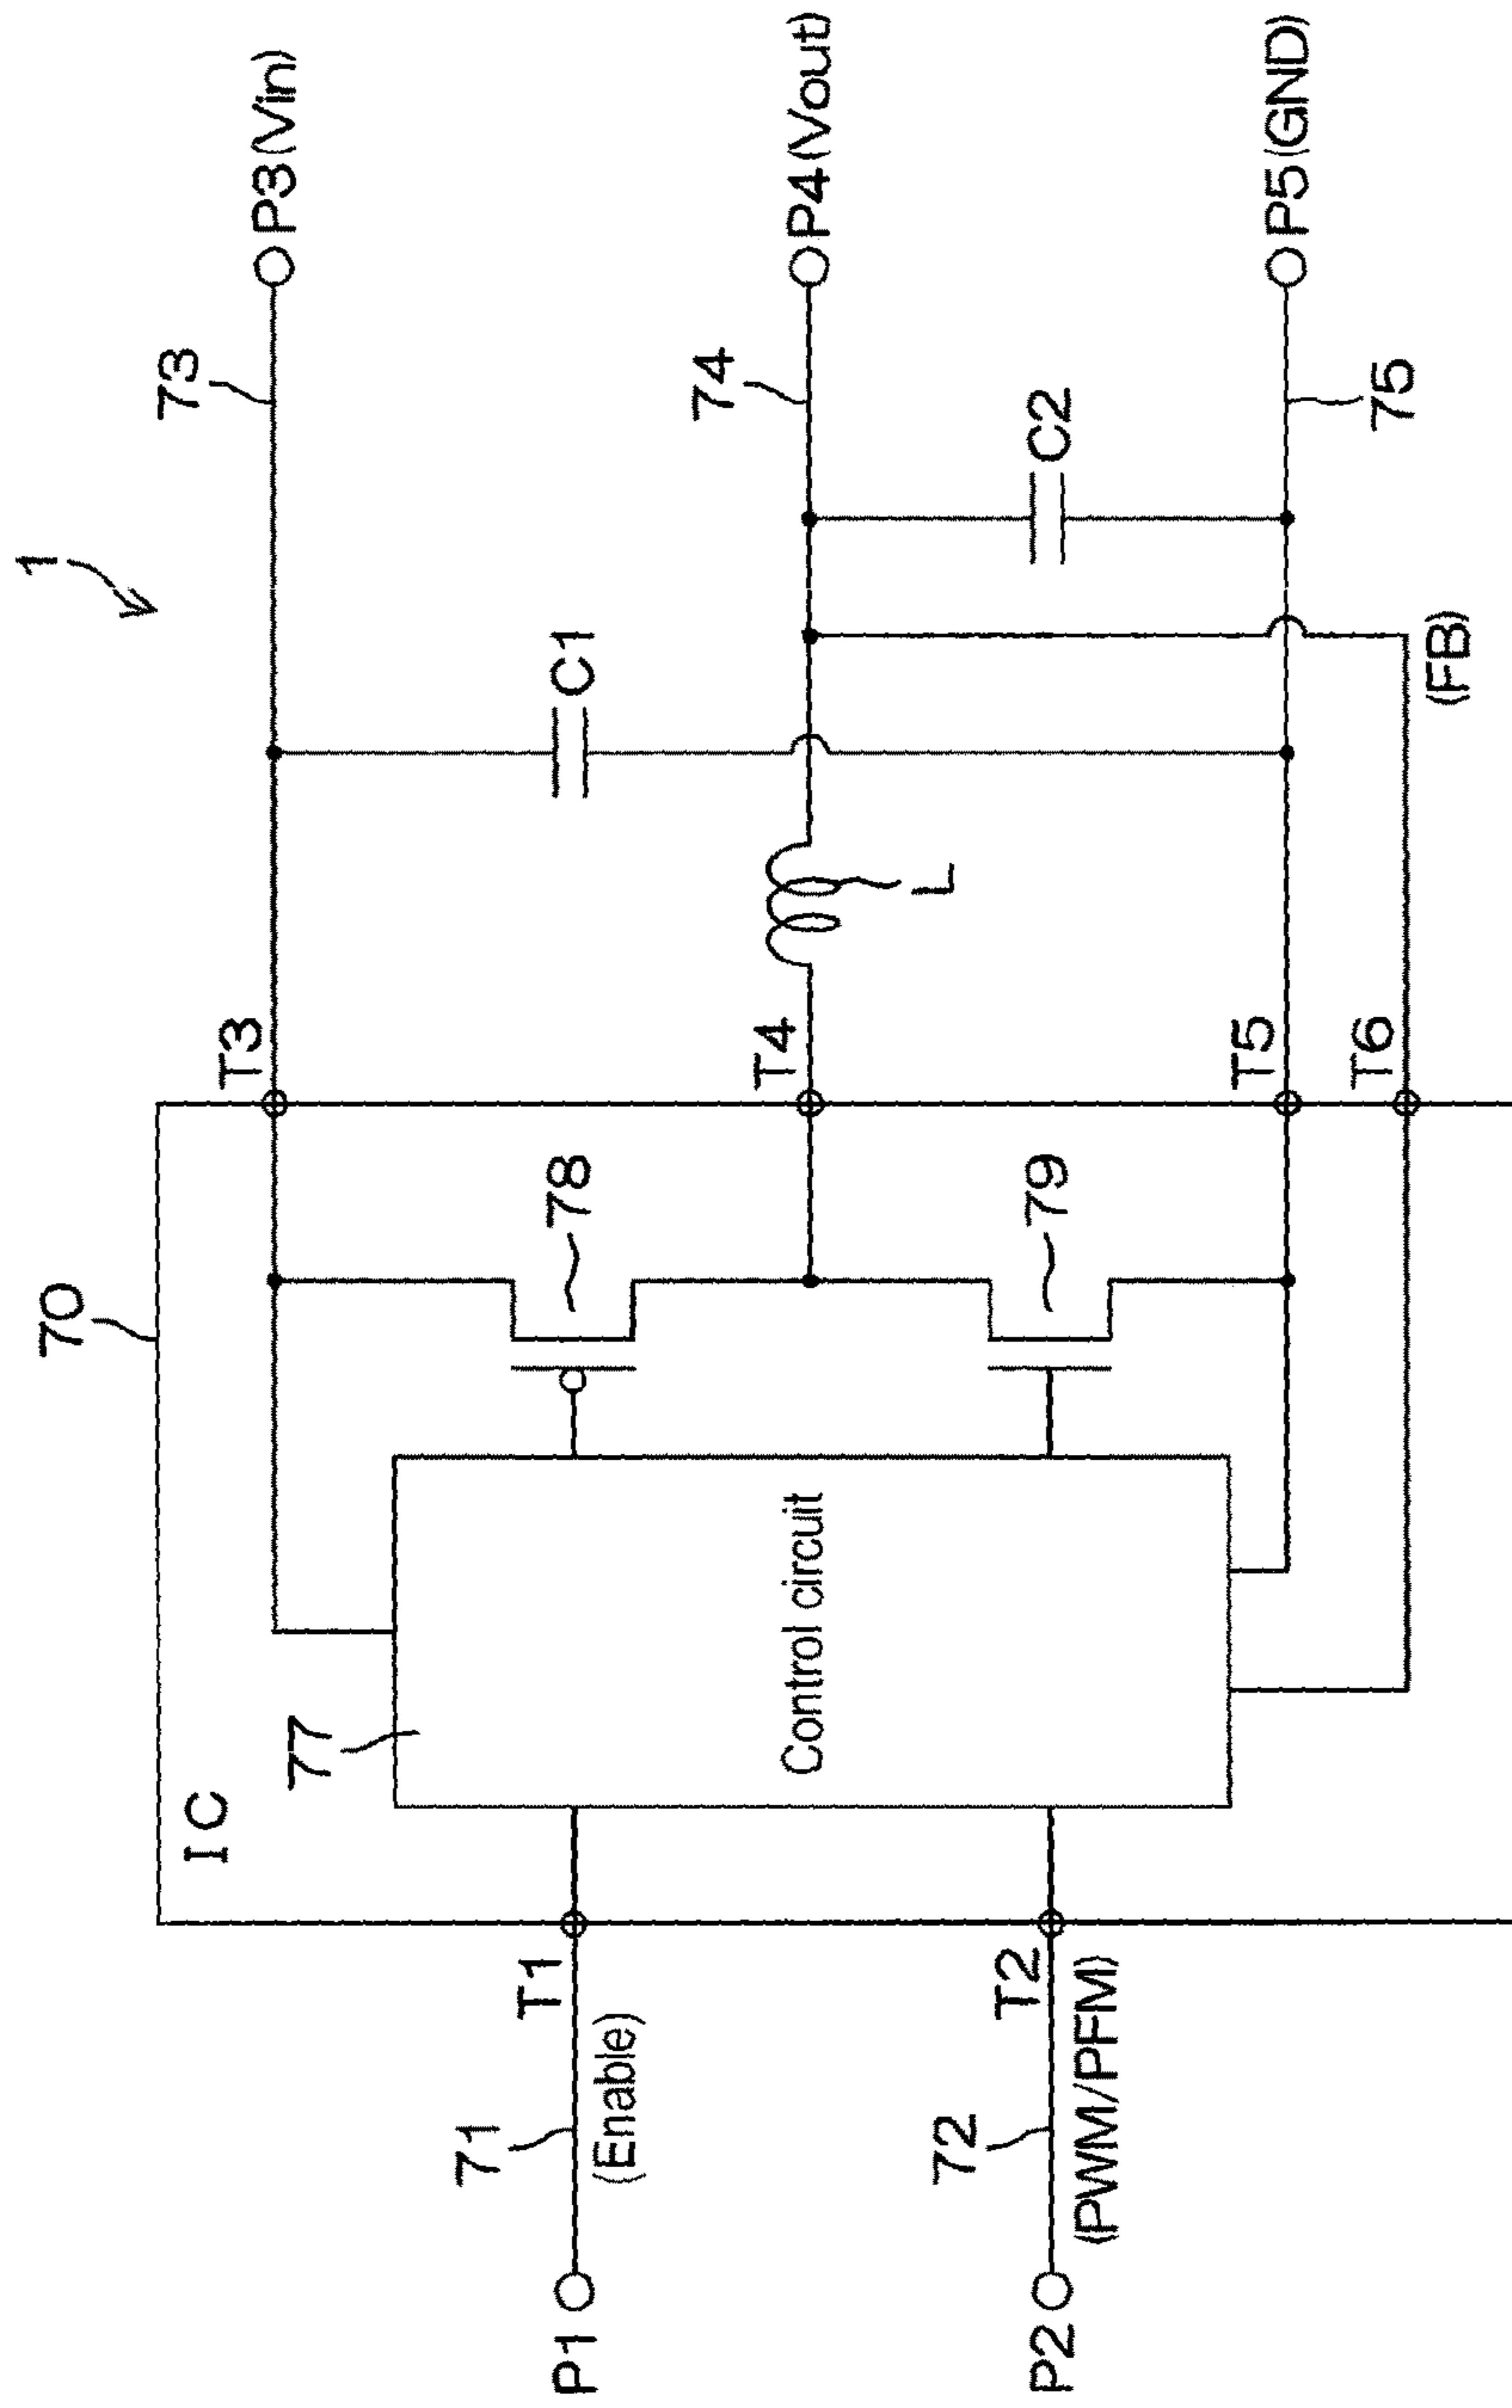 1
70
IC
77
Control circuit
78
79
P1
71
(Enable)
T1
P2
72
(PWM/PFM)
T2
T3
T4
T5
T6
L
C1
C2
(FB)
73
74
75
P3(Vin)
P4(Vout)
P5(GND)